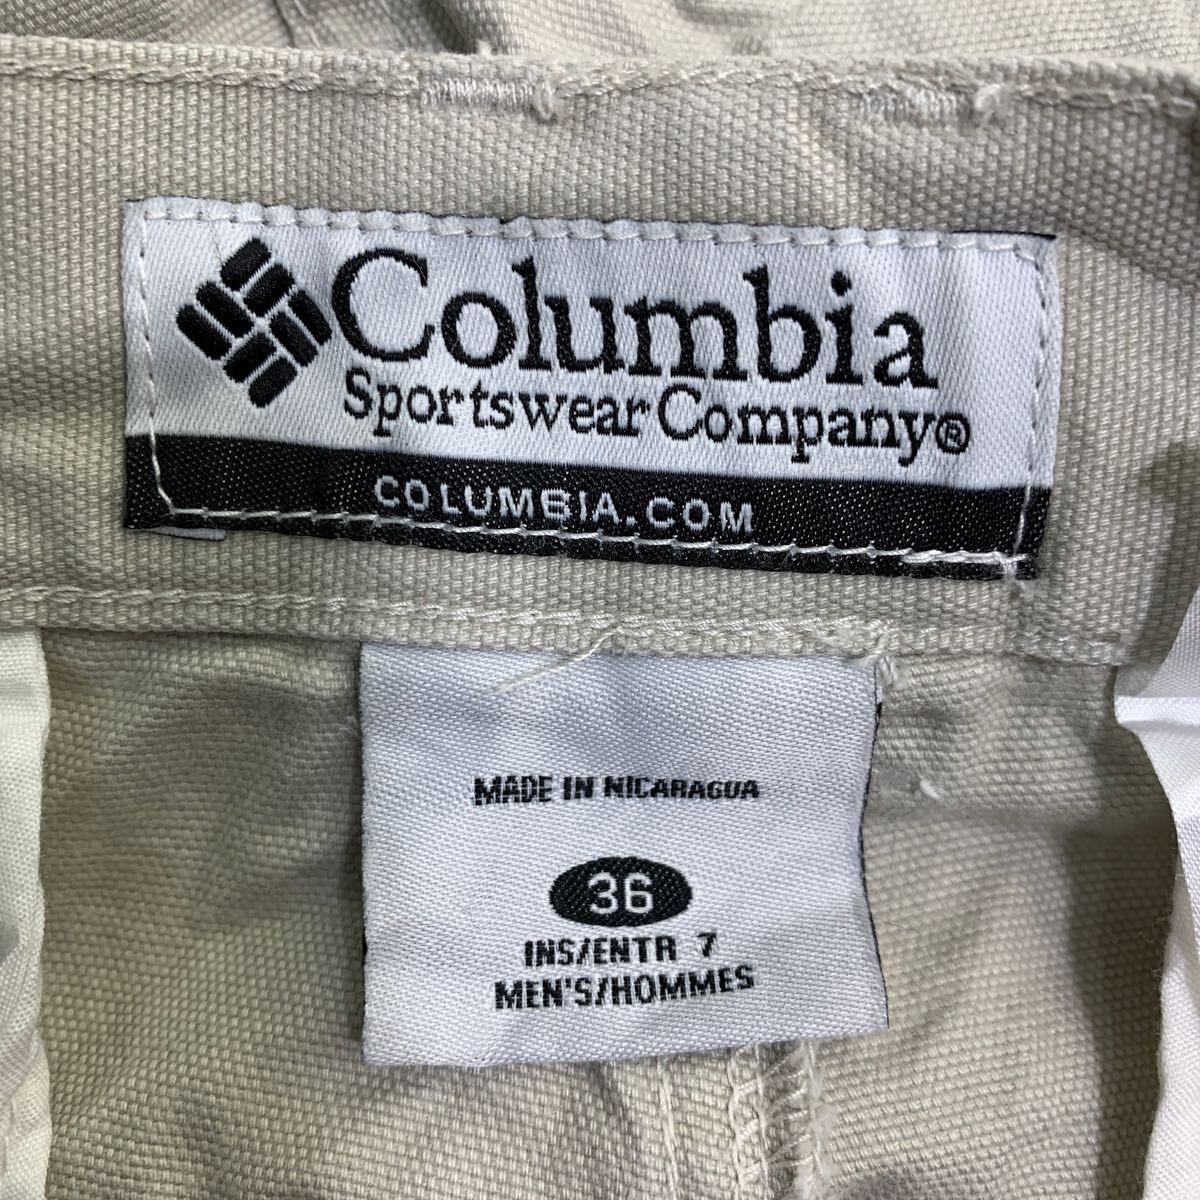 Columbia
Sportswear Company®
COLUMBIA.COM
MADE IN NICARAGUA
36
INS/ENTR 7
MEN'S/HOMMES